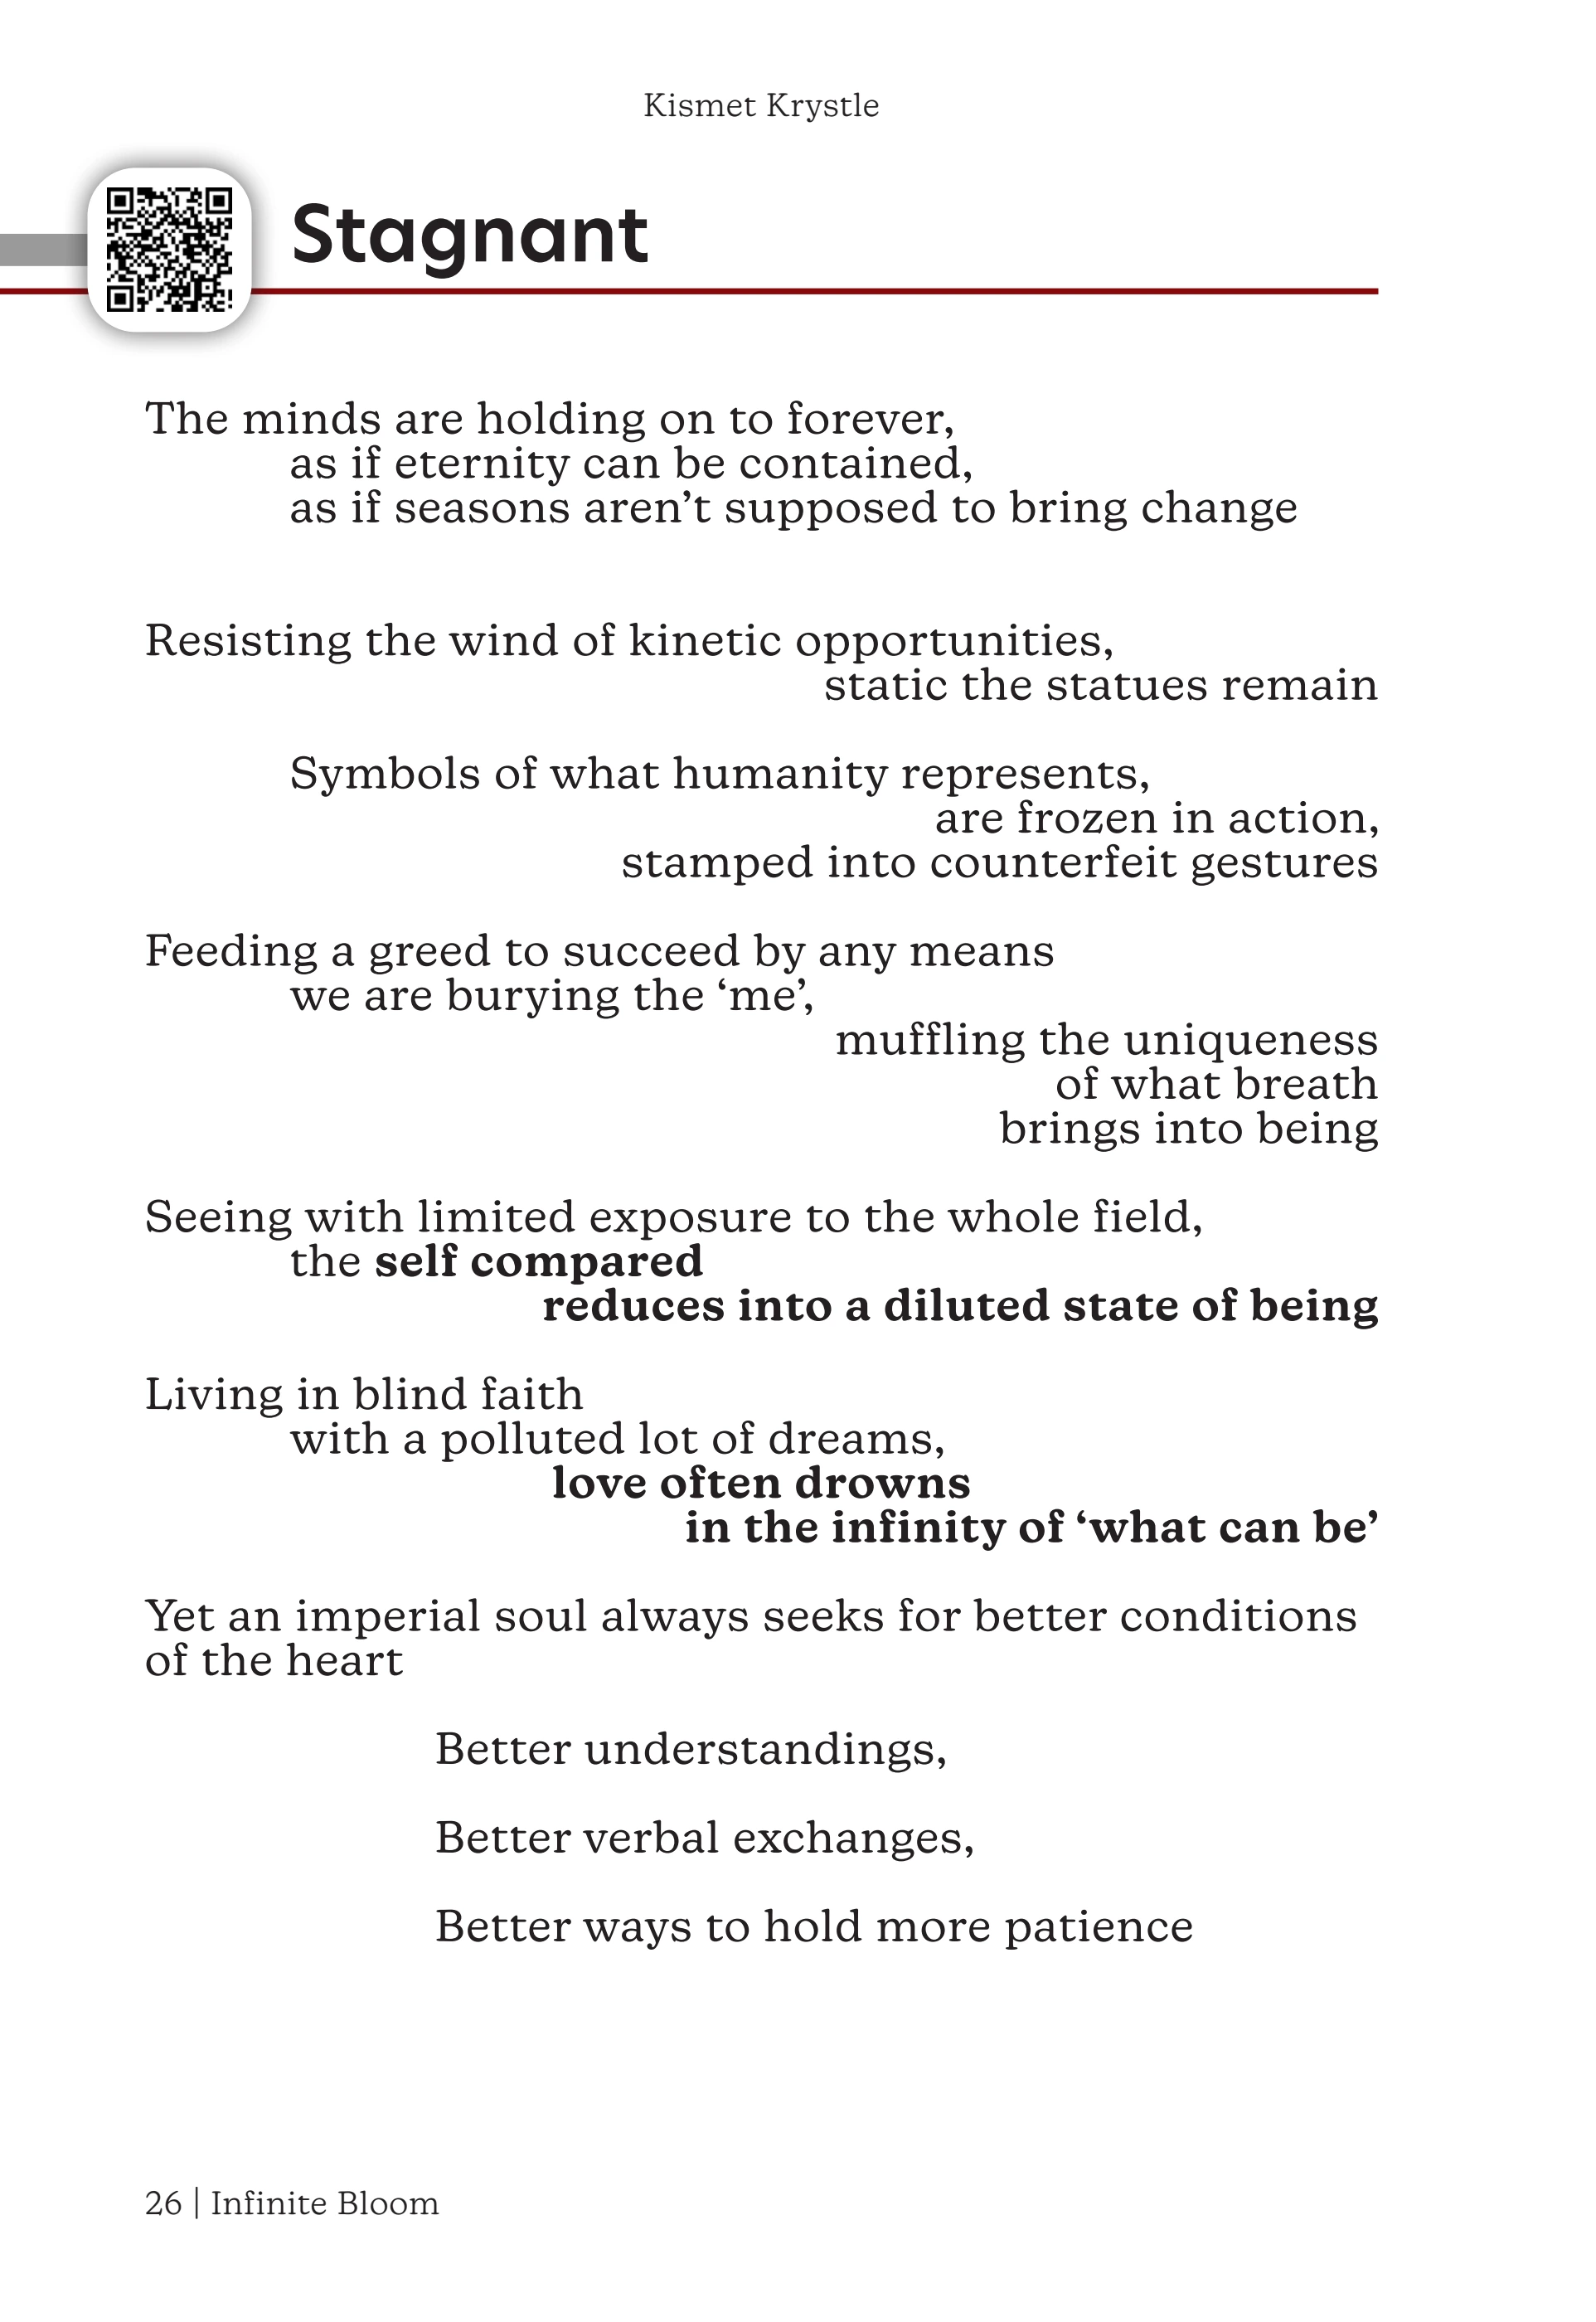 Kismet Krystle
Stagnant
The minds are holding on to forever,
as if eternity can be contained,
as if seasons aren’t supposed to bring change
Resisting the wind of kinetic opportunities,
static the statues remain
Symbols of what humanity represents,
are frozen in action,
stamped into counterfeit gestures
Feeding a greed to succeed by any means
we are burying the ‘me’,
muffling the uniqueness
of what breath
brings into being
Seeing with limited exposure to the whole field,
the self compared
reduces into a diluted state of being
Living in blind faith
with a polluted lot of dreams,
love often drowns
in the infinity of ‘what can be’
Yet an imperial soul always seeks for better conditions
of the heart
Better understandings,
Better verbal exchanges,
Better ways to hold more patience
26 | Infinite Bloom